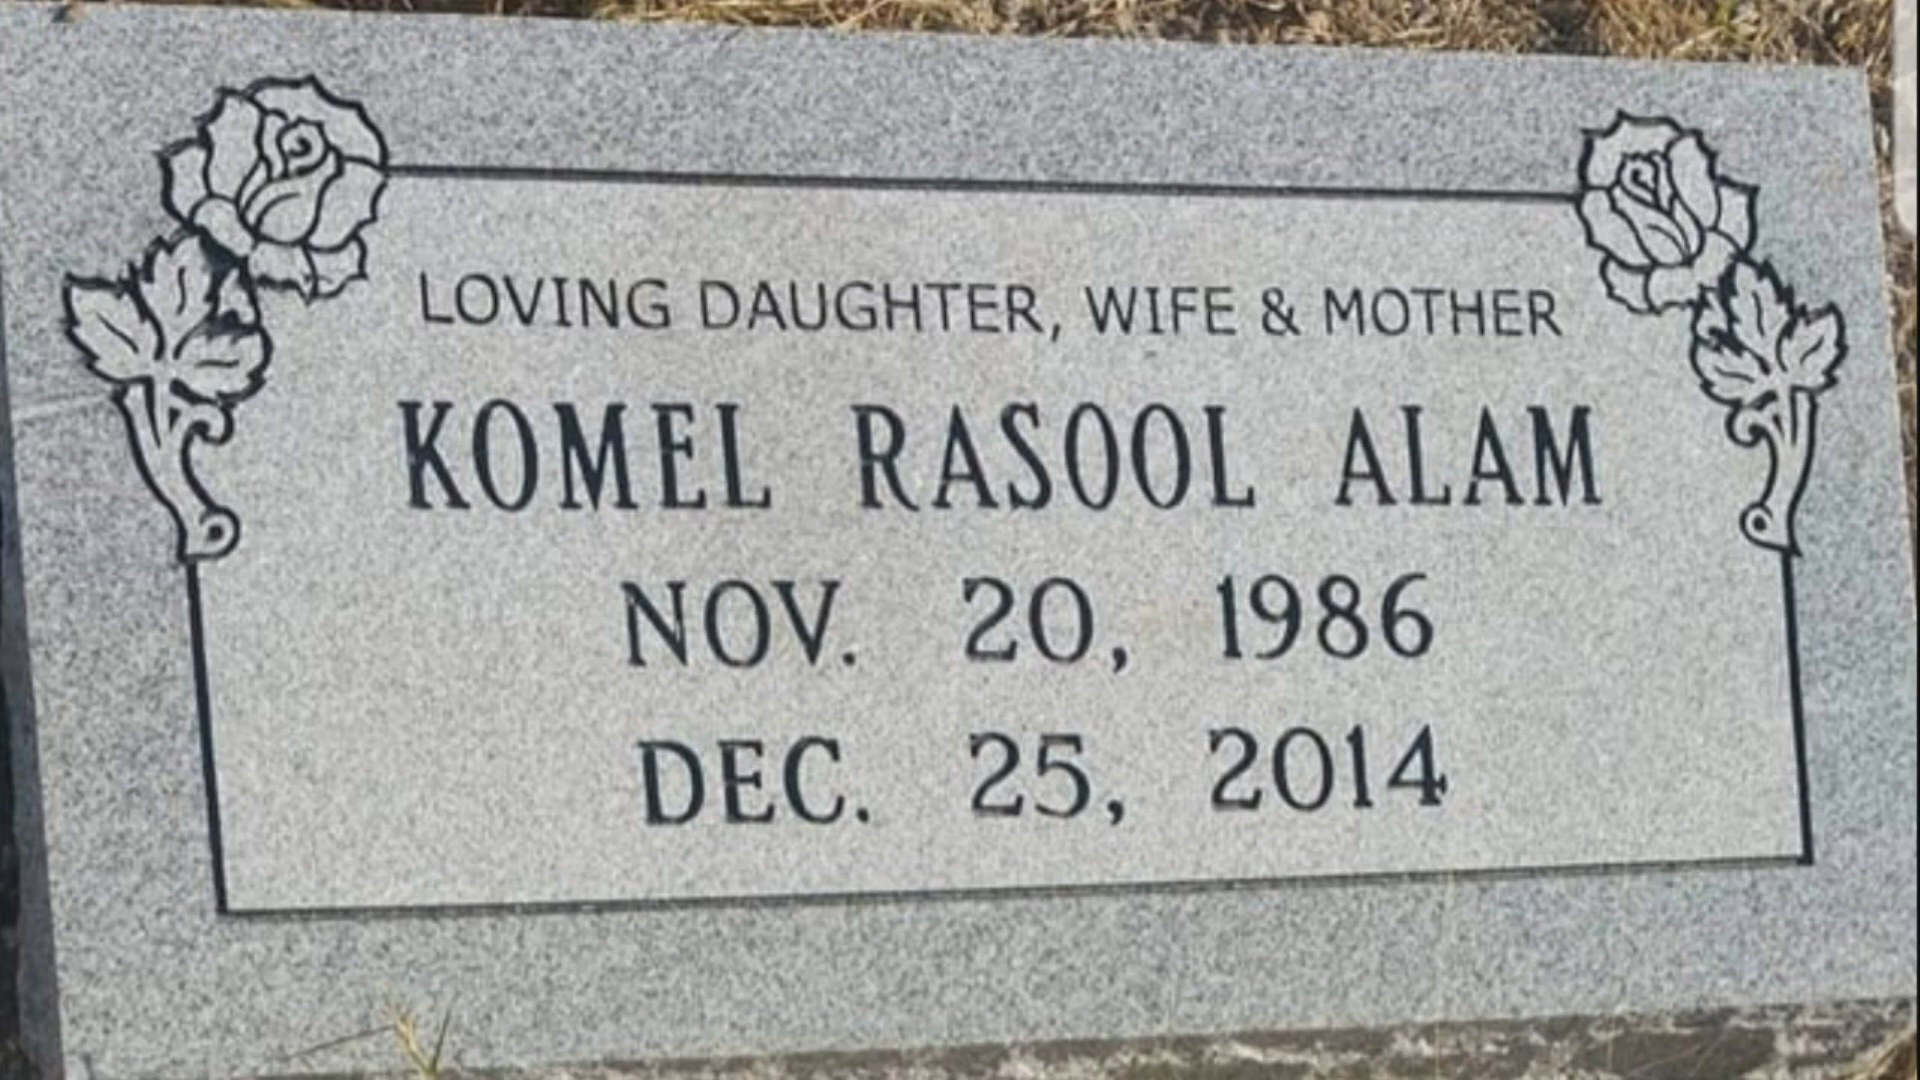 LOVING DAUGHTER, WIFE & MOTHER
KOMEL RASOOL ALAM
NOV. 20, 1986
DEC. 25, 2014